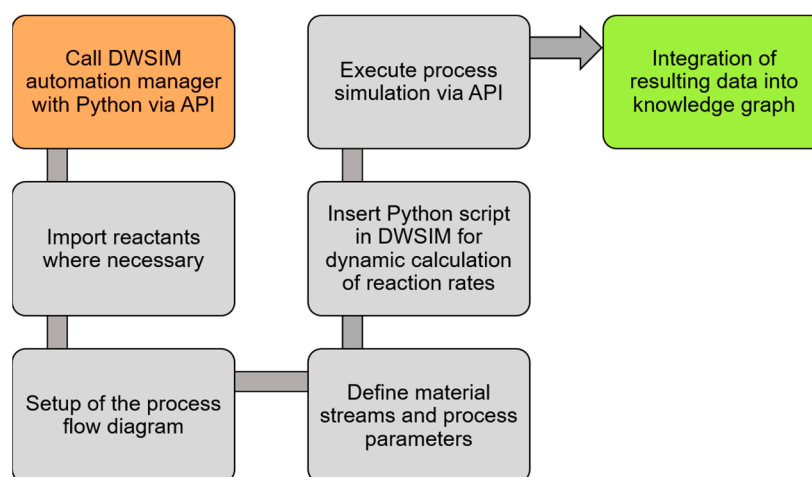 Call DWSIM
automation manager
with Python via API
Import reactants
where necessary
Setup of the process
flow diagram
Define material
streams and process
parameters
Insert Python script
in DWSIM for
dynamic calculation
of reaction rates
Execute process
simulation via API
Integration of
resulting data into
knowledge graph